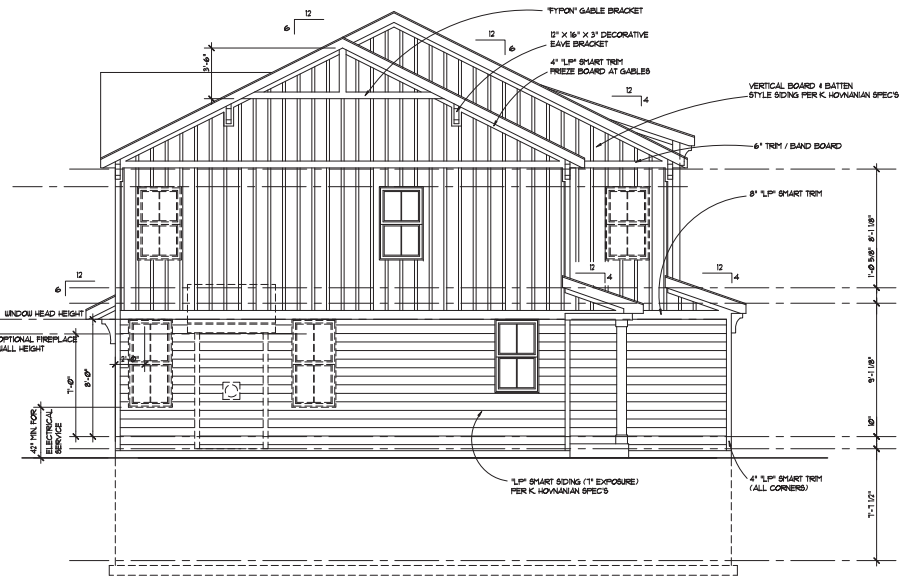 "FYPON" GABLE BRACKET
12
6
12" X 16" X 3" DECORATIVE
EAVE BRACKET
12
6
3'-6"
4" "LP" SMART TRIM
FRIEZE BOARD AT GABLES
VERTICAL BOARD & BATTEN
STYLE SIDING PER K. HOVNANIAN SPEC'S
12
4
6" TRIM / BAND BOARD
8" "LP" SMART TRIM
8'-1 1/8"
1'-0 5/8"
12
6
12
4
12
4
WINDOW HEAD HEIGHT
OPTIONAL FIREPLACE
WALL HEIGHT
7'-0"
8'-0"
9'-1 1/8"
10"
42" MIN. FOR
ELECTRICAL
SERVICE
"LP" SMART SIDING (7" EXPOSURE)
PER K. HOVNANIAN SPEC'S
4" "LP" SMART TRIM
(ALL CORNERS)
7'-7 1/2"